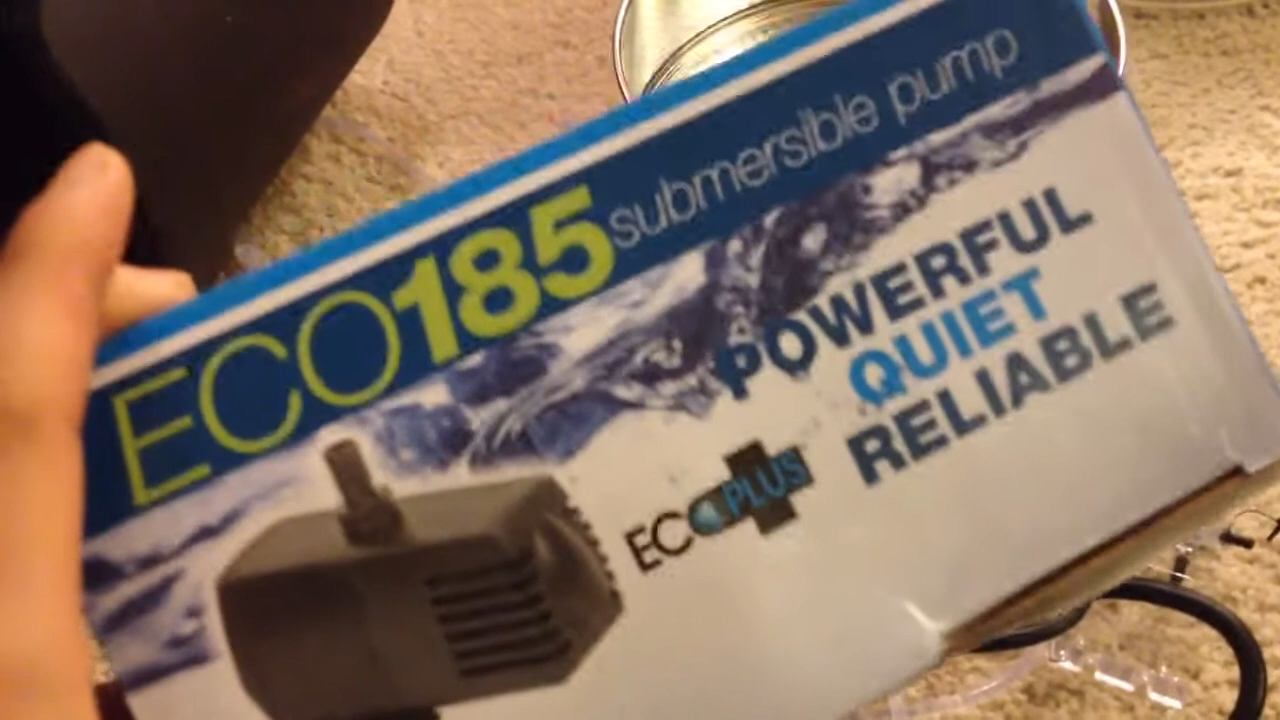 ECO185 submersible pump
POWERFUL
QUIET
RELIABLE
ECOPLUS